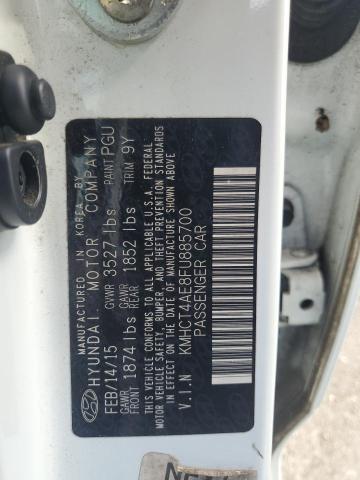 MANUFACTURED IN KOREA BY
HYUNDAI MOTOR COMPANY
FEB/14/15 GVWR 3527 lbs PAINT PGU
GAWR FRONT 1874 lbs GAWR REAR 1852 lbs TRIM 9Y
THIS VEHICLE CONFORMS TO ALL APPLICABLE U.S.A. FEDERAL
MOTOR VEHICLE SAFETY, BUMPER, AND THEFT PREVENTION STANDARDS
IN EFFECT ON THE DATE OF MANUFACTURE SHOWN ABOVE.
V.I.N KMHCT4AE8FU885700
PASSENGER CAR